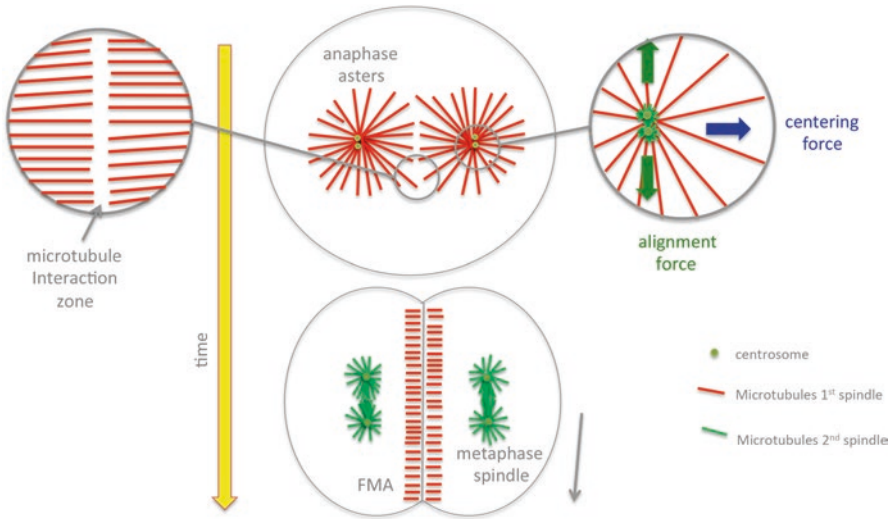 anaphase
asters
centering
force
microtubule
Interaction
zone
alignment
force
time
centrosome
Microtubules 1st spindle
Microtubules 2nd spindle
metaphase
spindle
FMA